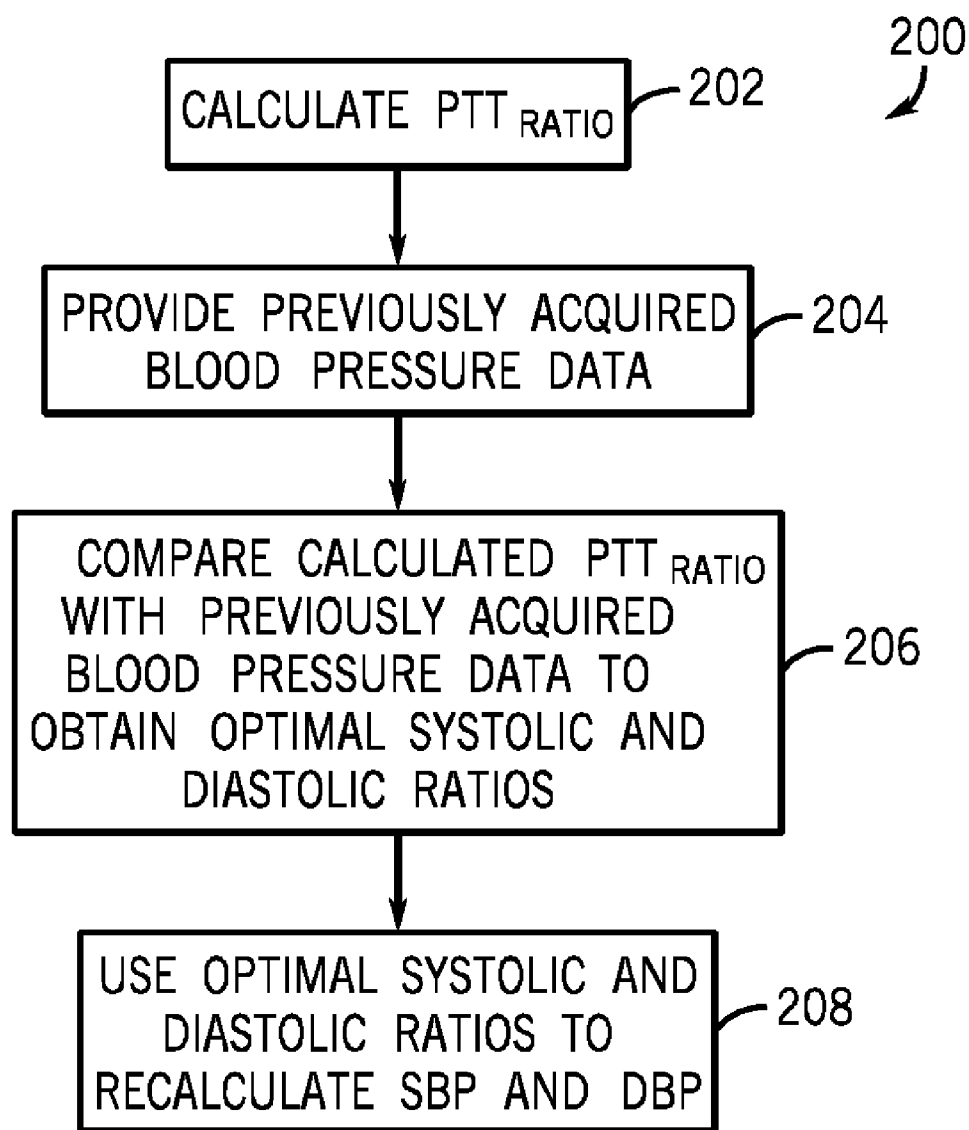 200
CALCULATE PTT RATIO
202
PROVIDE PREVIOUSLY ACQUIRED
BLOOD PRESSURE DATA
204
COMPARE CALCULATED PTT RATIO
WITH PREVIOUSLY ACQUIRED
BLOOD PRESSURE DATA TO
OBTAIN OPTIMAL SYSTOLIC AND
DIASTOLIC RATIOS
206
USE OPTIMAL SYSTOLIC AND
DIASTOLIC RATIOS TO
RECALCULATE SBP AND DBP
208